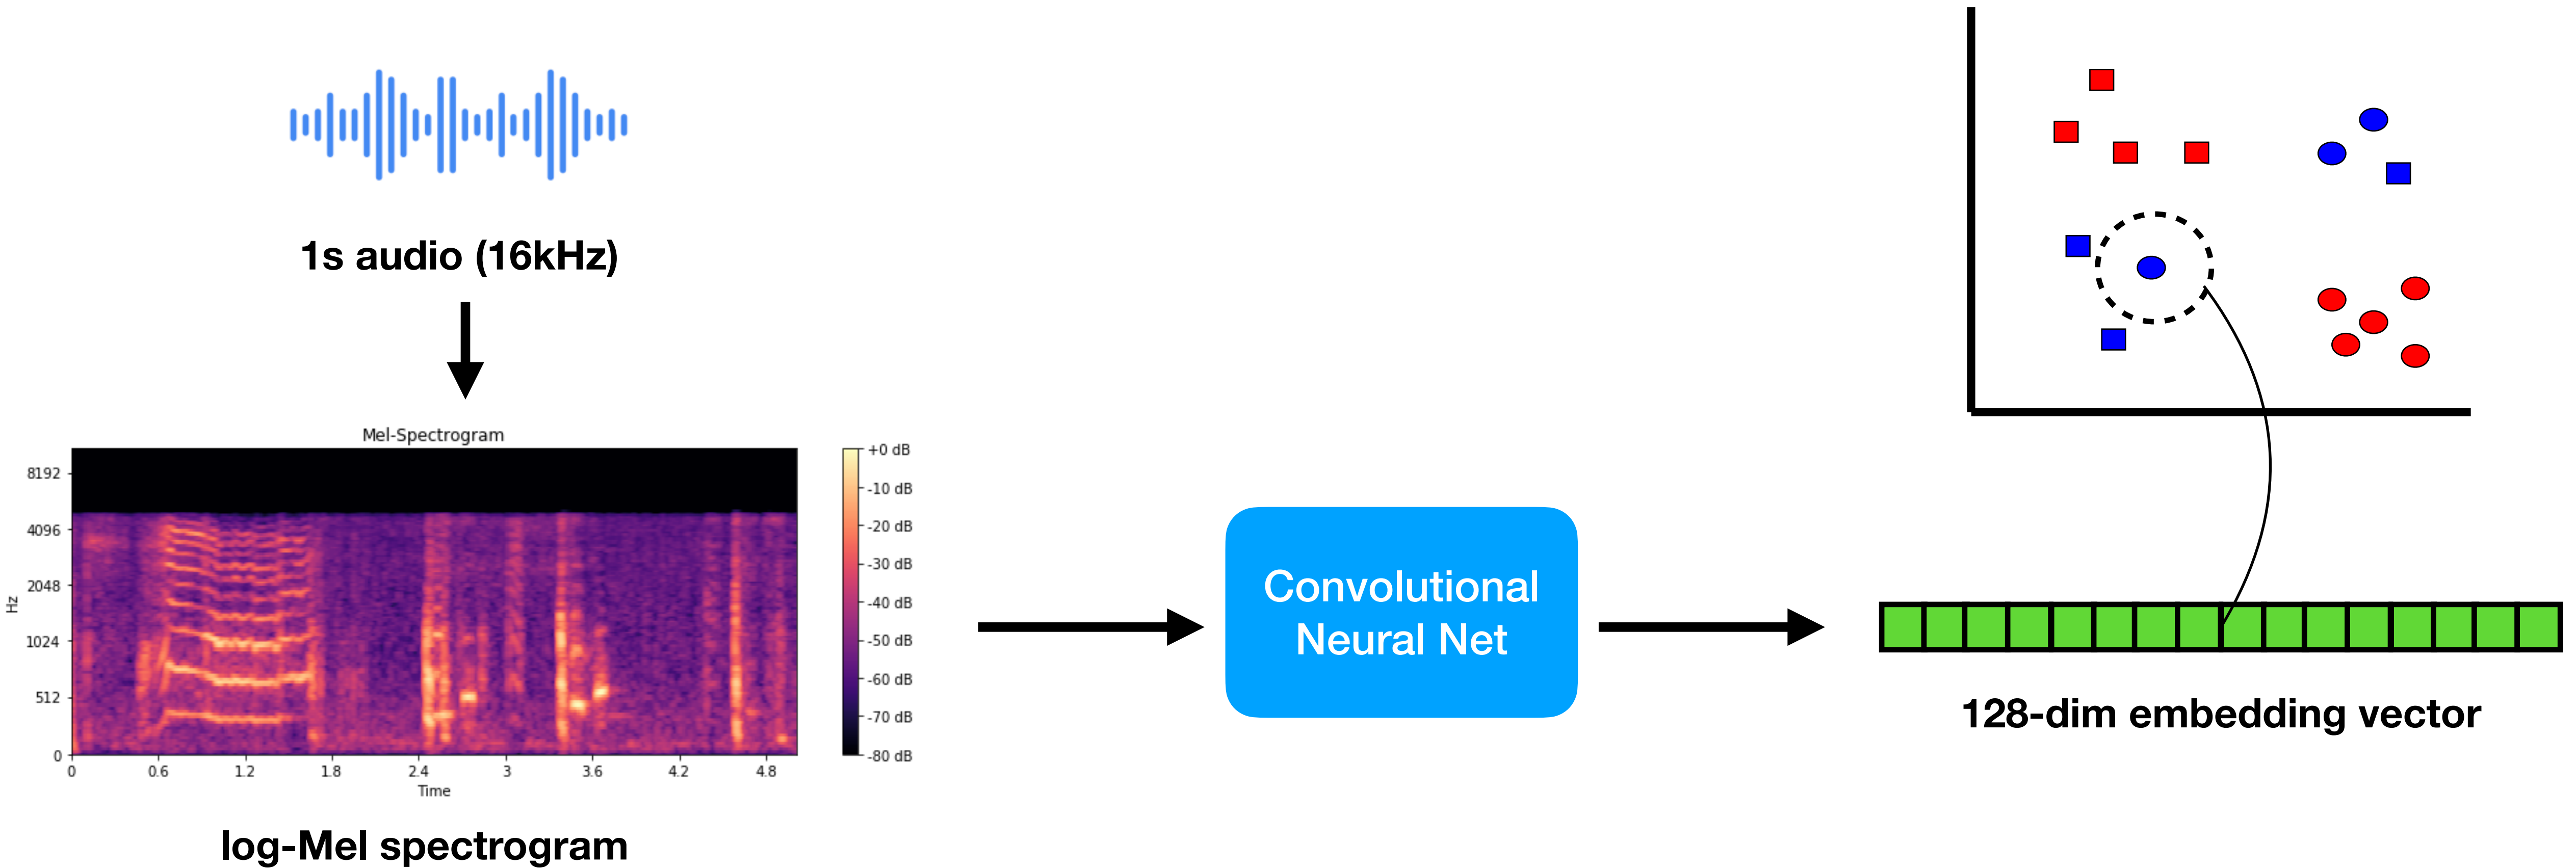 1s audio (16kHz)
Mel-Spectrogram
8192
4096
2048
1024
512
0
Hz
0 0.6 1.2 1.8 2.4 3 3.6 4.2 4.8
Time
+0 dB
-10 dB
-20 dB
-30 dB
-40 dB
-50 dB
-60 dB
-70 dB
-80 dB
log-Mel spectrogram
Convolutional
Neural Net
128-dim embedding vector